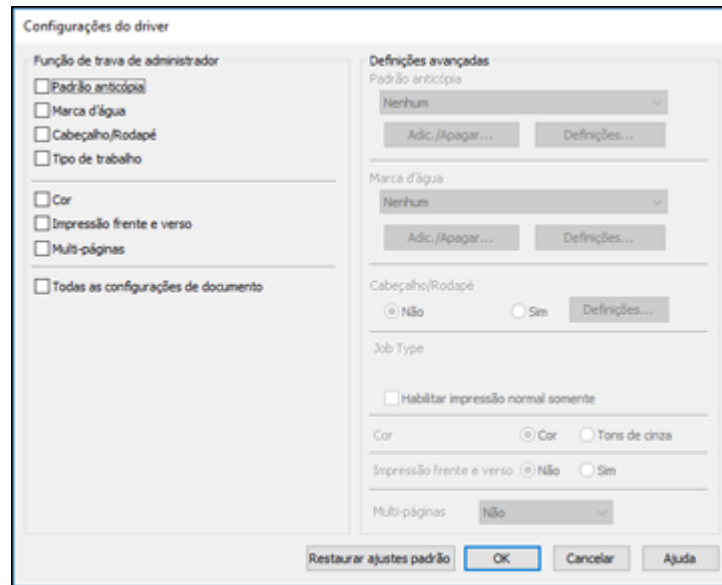 Configurações do driver
Função de trava de administrador
Padrão anticópia
Marca d'água
Cabeçalho/Rodapé
Tipo de trabalho
Cor
Impressão frente e verso
Multi-páginas
Todas as configurações de documento
Definições avançadas
Padrão anticópia
Nenhum
Adic./Apagar... Definições...
Marca d'água
Nenhum
Adic./Apagar... Definições...
Cabeçalho/Rodapé
Não Sim Definições...
Job Type
Habilitar impressão normal somente
Cor Cor Tons de cinza
Impressão frente e verso Não Sim
Multi-páginas Não
Restaurar ajustes padrão OK Cancelar Ajuda